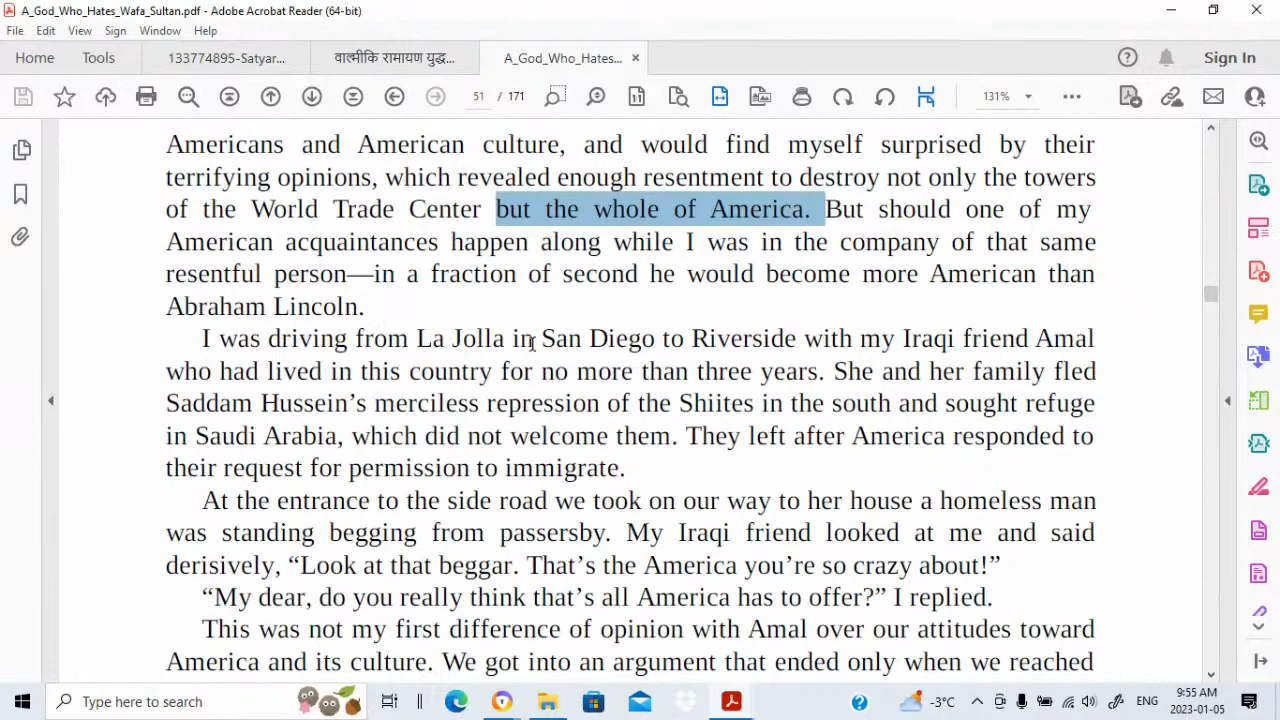 A_God_Who_Hates_Wafa_Sultan.pdf - Adobe Acrobat Reader (64-bit)
File Edit View Sign Window Help
Home Tools 133774895-Satyar... वाल्मीकि रामायण युद्ध... A_God_Who_Hates... Sign In
51 / 171 131%
Americans and American culture, and would find myself surprised by their
terrifying opinions, which revealed enough resentment to destroy not only the towers
of the World Trade Center but the whole of America. But should one of my
American acquaintances happen along while I was in the company of that same
resentful person—in a fraction of second he would become more American than
Abraham Lincoln.
I was driving from La Jolla in San Diego to Riverside with my Iraqi friend Amal
who had lived in this country for no more than three years. She and her family fled
Saddam Hussein’s merciless repression of the Shiites in the south and sought refuge
in Saudi Arabia, which did not welcome them. They left after America responded to
their request for permission to immigrate.
At the entrance to the side road we took on our way to her house a homeless man
was standing begging from passersby. My Iraqi friend looked at me and said
derisively, “Look at that beggar. That’s the America you’re so crazy about!”
“My dear, do you really think that’s all America has to offer?” I replied.
This was not my first difference of opinion with Amal over our attitudes toward
America and its culture. We got into an argument that ended only when we reached
Type here to search -3°C ENG 9:55 AM
2023-01-05